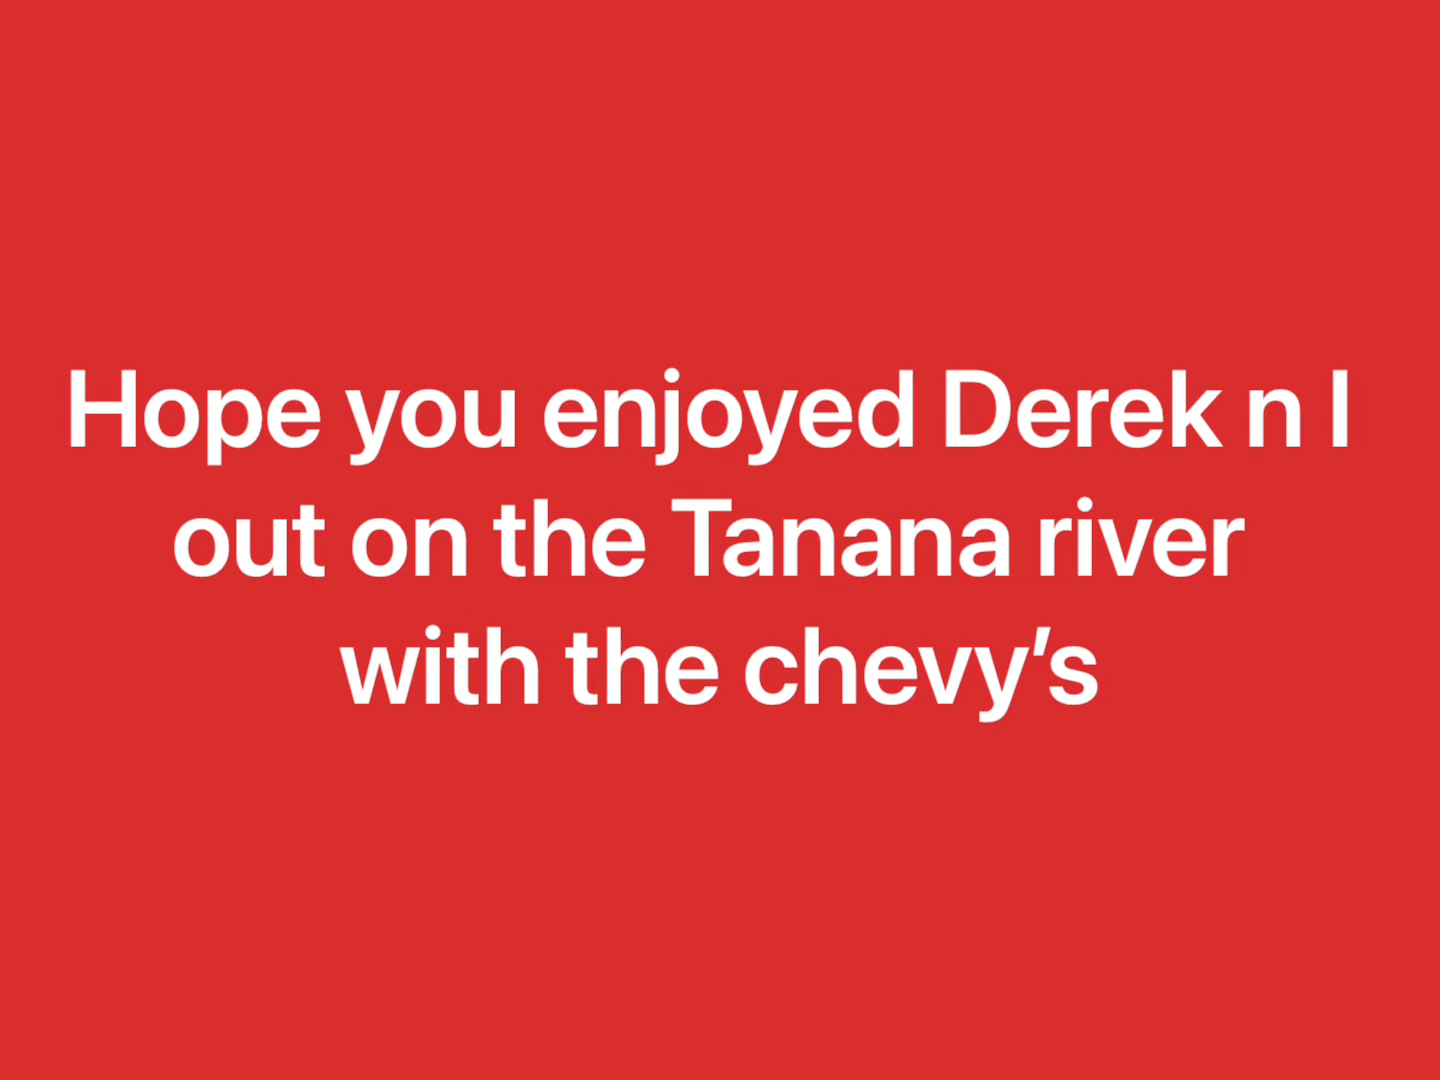 Hope you enjoyed Derek n I
out on the Tanana river
with the chevy’s